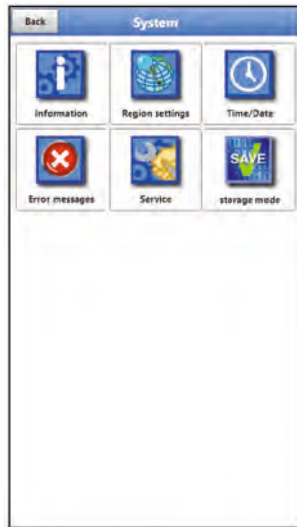 Back System
Information Region settings Time/Date
Error messages Service SAVE storage mode